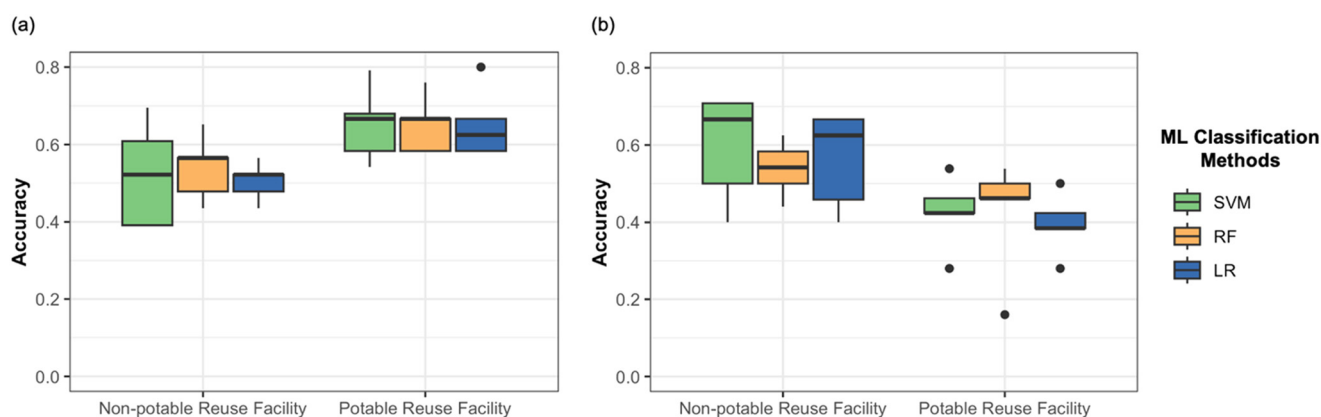 (a)
(b)
Accuracy
0.8
0.6
0.4
0.2
0.0
Non-potable Reuse Facility
Potable Reuse Facility
Accuracy
0.8
0.6
0.4
0.2
0.0
Non-potable Reuse Facility
Potable Reuse Facility
ML Classification
Methods
SVM
RF
LR